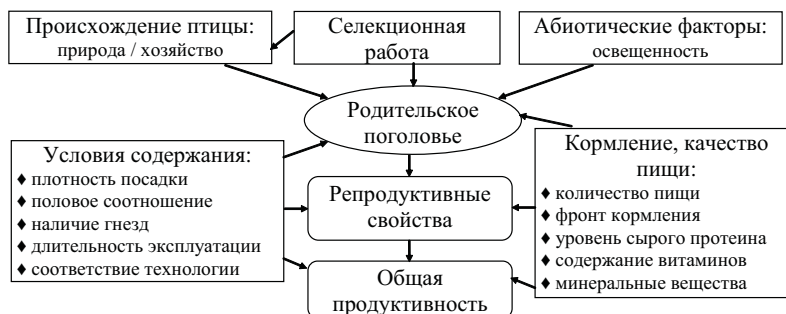 Происхождение птицы:
природа / хозяйство
Селекционная
работа
Абиотические факторы:
освещенность
Родительское
поголовье
Условия содержания:
♦ плотность посадки
♦ половое соотношение
♦ наличие гнезд
♦ длительность эксплуатации
♦ соответствие технологии
Репродуктивные
свойства
Общая
продуктивность
Кормление, качество
пищи:
♦ количество пищи
♦ фронт кормления
♦ уровень сырого протеина
♦ содержание витаминов
♦ минеральные вещества